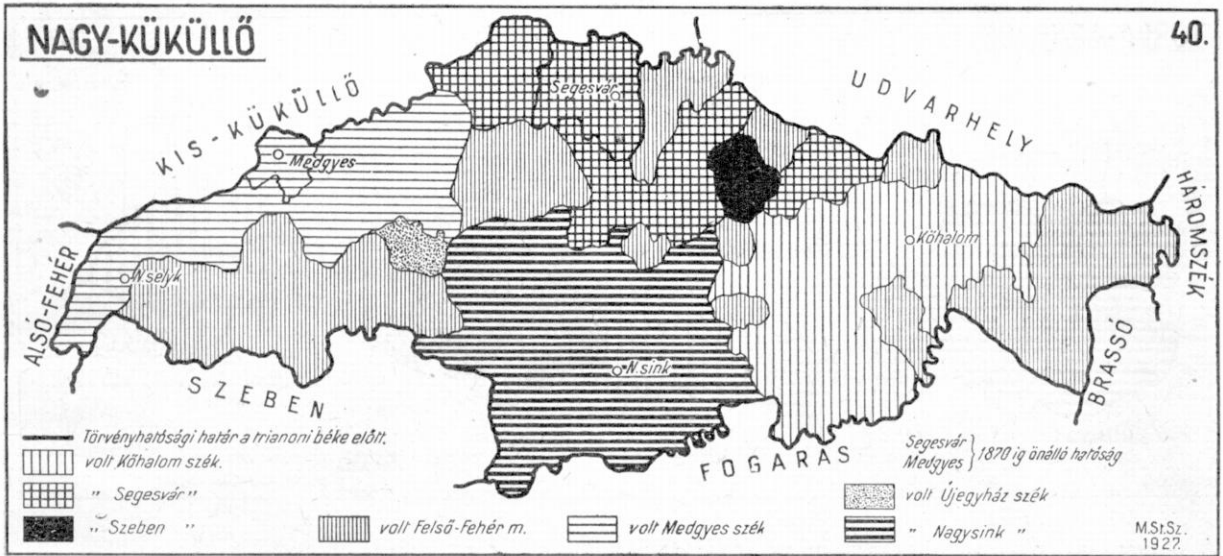 NAGY-KÜKÜLLŐ
40.
KIS-KÜKÜLLŐ
UDVARHELY
HÁROMSZÉK
BRASSÓ
FOGARAS
SZEBEN
ALSÓ-FEHÉR
Segesvár
Medgyes
N.selyk
Kőhalom
N.sink
Törvényhatósági határ a trianoni béke előtt.
volt Kőhalom szék.
" Segesvár "
" Szeben "
volt Felső-Fehér m.
volt Medgyes szék
Segesvár
Medgyes } 1870 ig önálló hatóság
volt Újegyház szék
" Nagysink "
M.St.Sz.
1927.